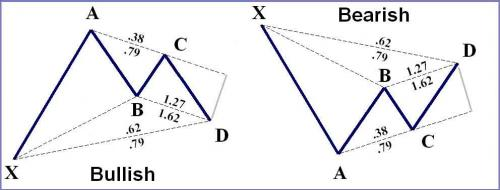 A
.38
.79
C
B
1.27
1.62
.62
.79
D
X
Bullish
X
Bearish
.62
.79
D
B
1.27
1.62
.38
.79
C
A